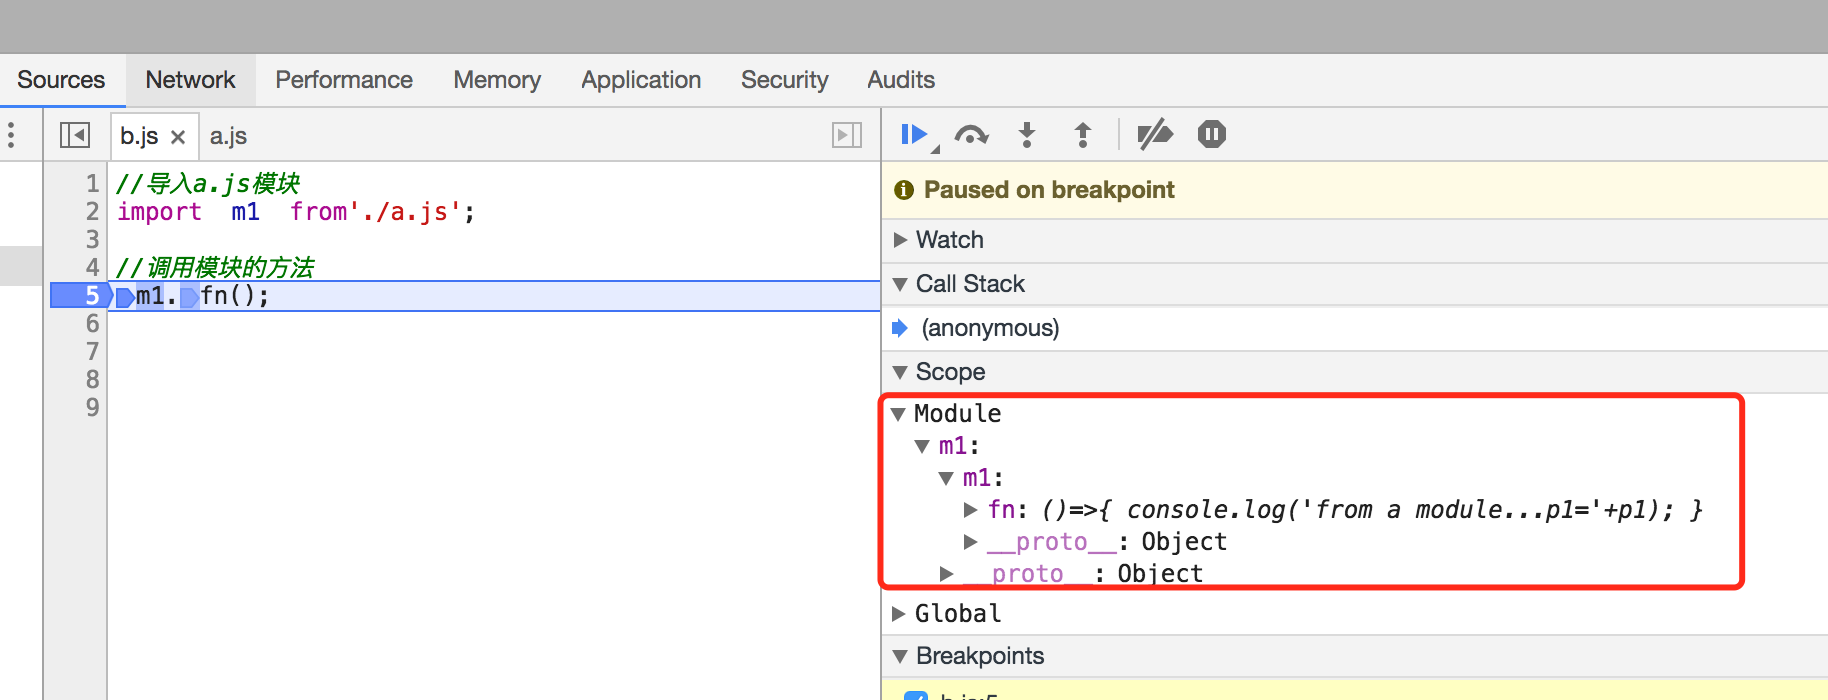 Sources Network Performance Memory Application Security Audits
b.js × a.js
1 //导入a.js模块
2 import m1 from'./a.js';
3
4 //调用模块的方法
5 m1.fn();
6
7
8
9
Paused on breakpoint
Watch
Call Stack
(anonymous)
Scope
Module
m1:
m1:
fn: ()=>{ console.log('from a module...p1='+p1); }
__proto__: Object
__proto__: Object
Global
Breakpoints
b.js:5